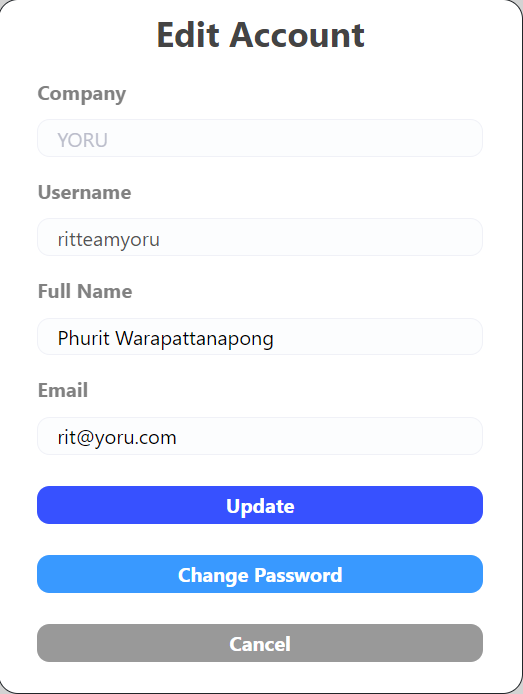 Edit Account
Company
YORU
Username
ritteamyoru
Full Name
Phurit Warapattanapong
Email
rit@yoru.com
Update
Change Password
Cancel